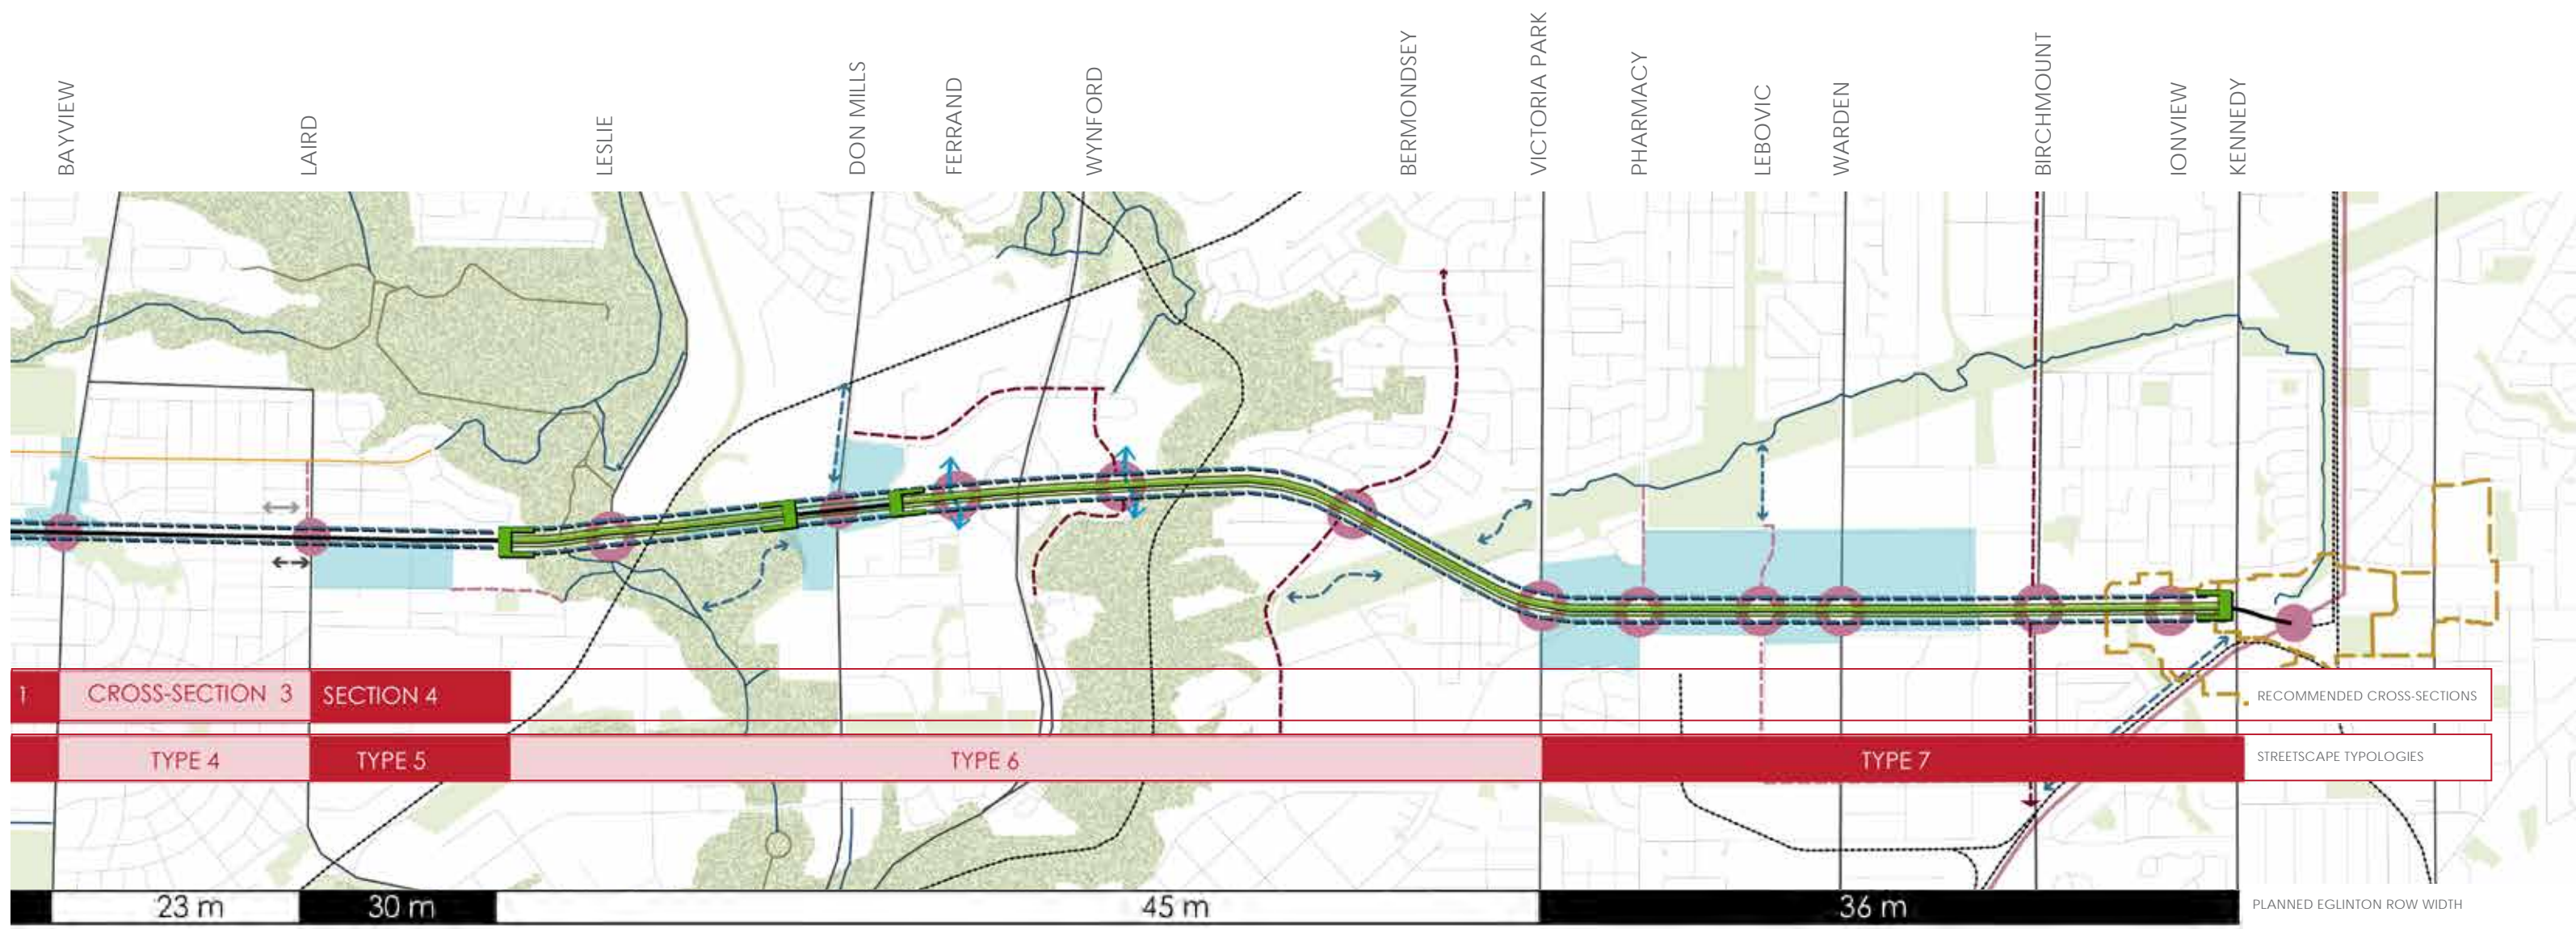 BAYVIEW
LAIRD
LESLIE
DON MILLS
FERRAND
WYNFORD
BERMONDSEY
VICTORIA PARK
PHARMACY
LEBOVIC
WARDEN
BIRCHMOUNT
IONVIEW
KENNEDY
1
CROSS-SECTION 3
SECTION 4
RECOMMENDED CROSS-SECTIONS
TYPE 4
TYPE 5
TYPE 6
TYPE 7
STREETSCAPE TYPOLOGIES
23 m
30 m
45 m
36 m
PLANNED EGLINTON ROW WIDTH